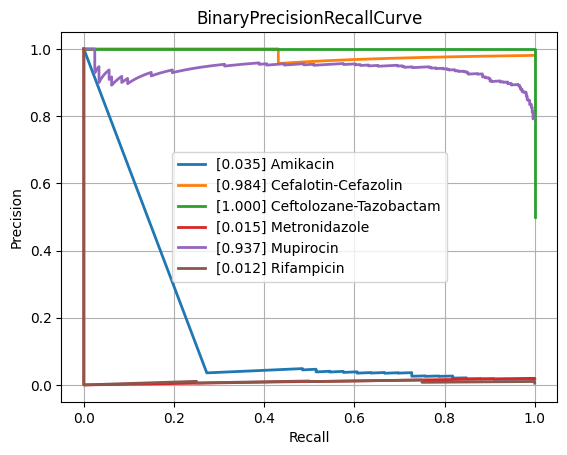 BinaryPrecisionRecallCurve
1.0
0.8
0.6
0.4
0.2
0.0
Precision
[0.035] Amikacin
[0.984] Cefalotin-Cefazolin
[1.000] Ceftolozane-Tazobactam
[0.015] Metronidazole
[0.937] Mupirocin
[0.012] Rifampicin
0.0 0.2 0.4 0.6 0.8 1.0
Recall